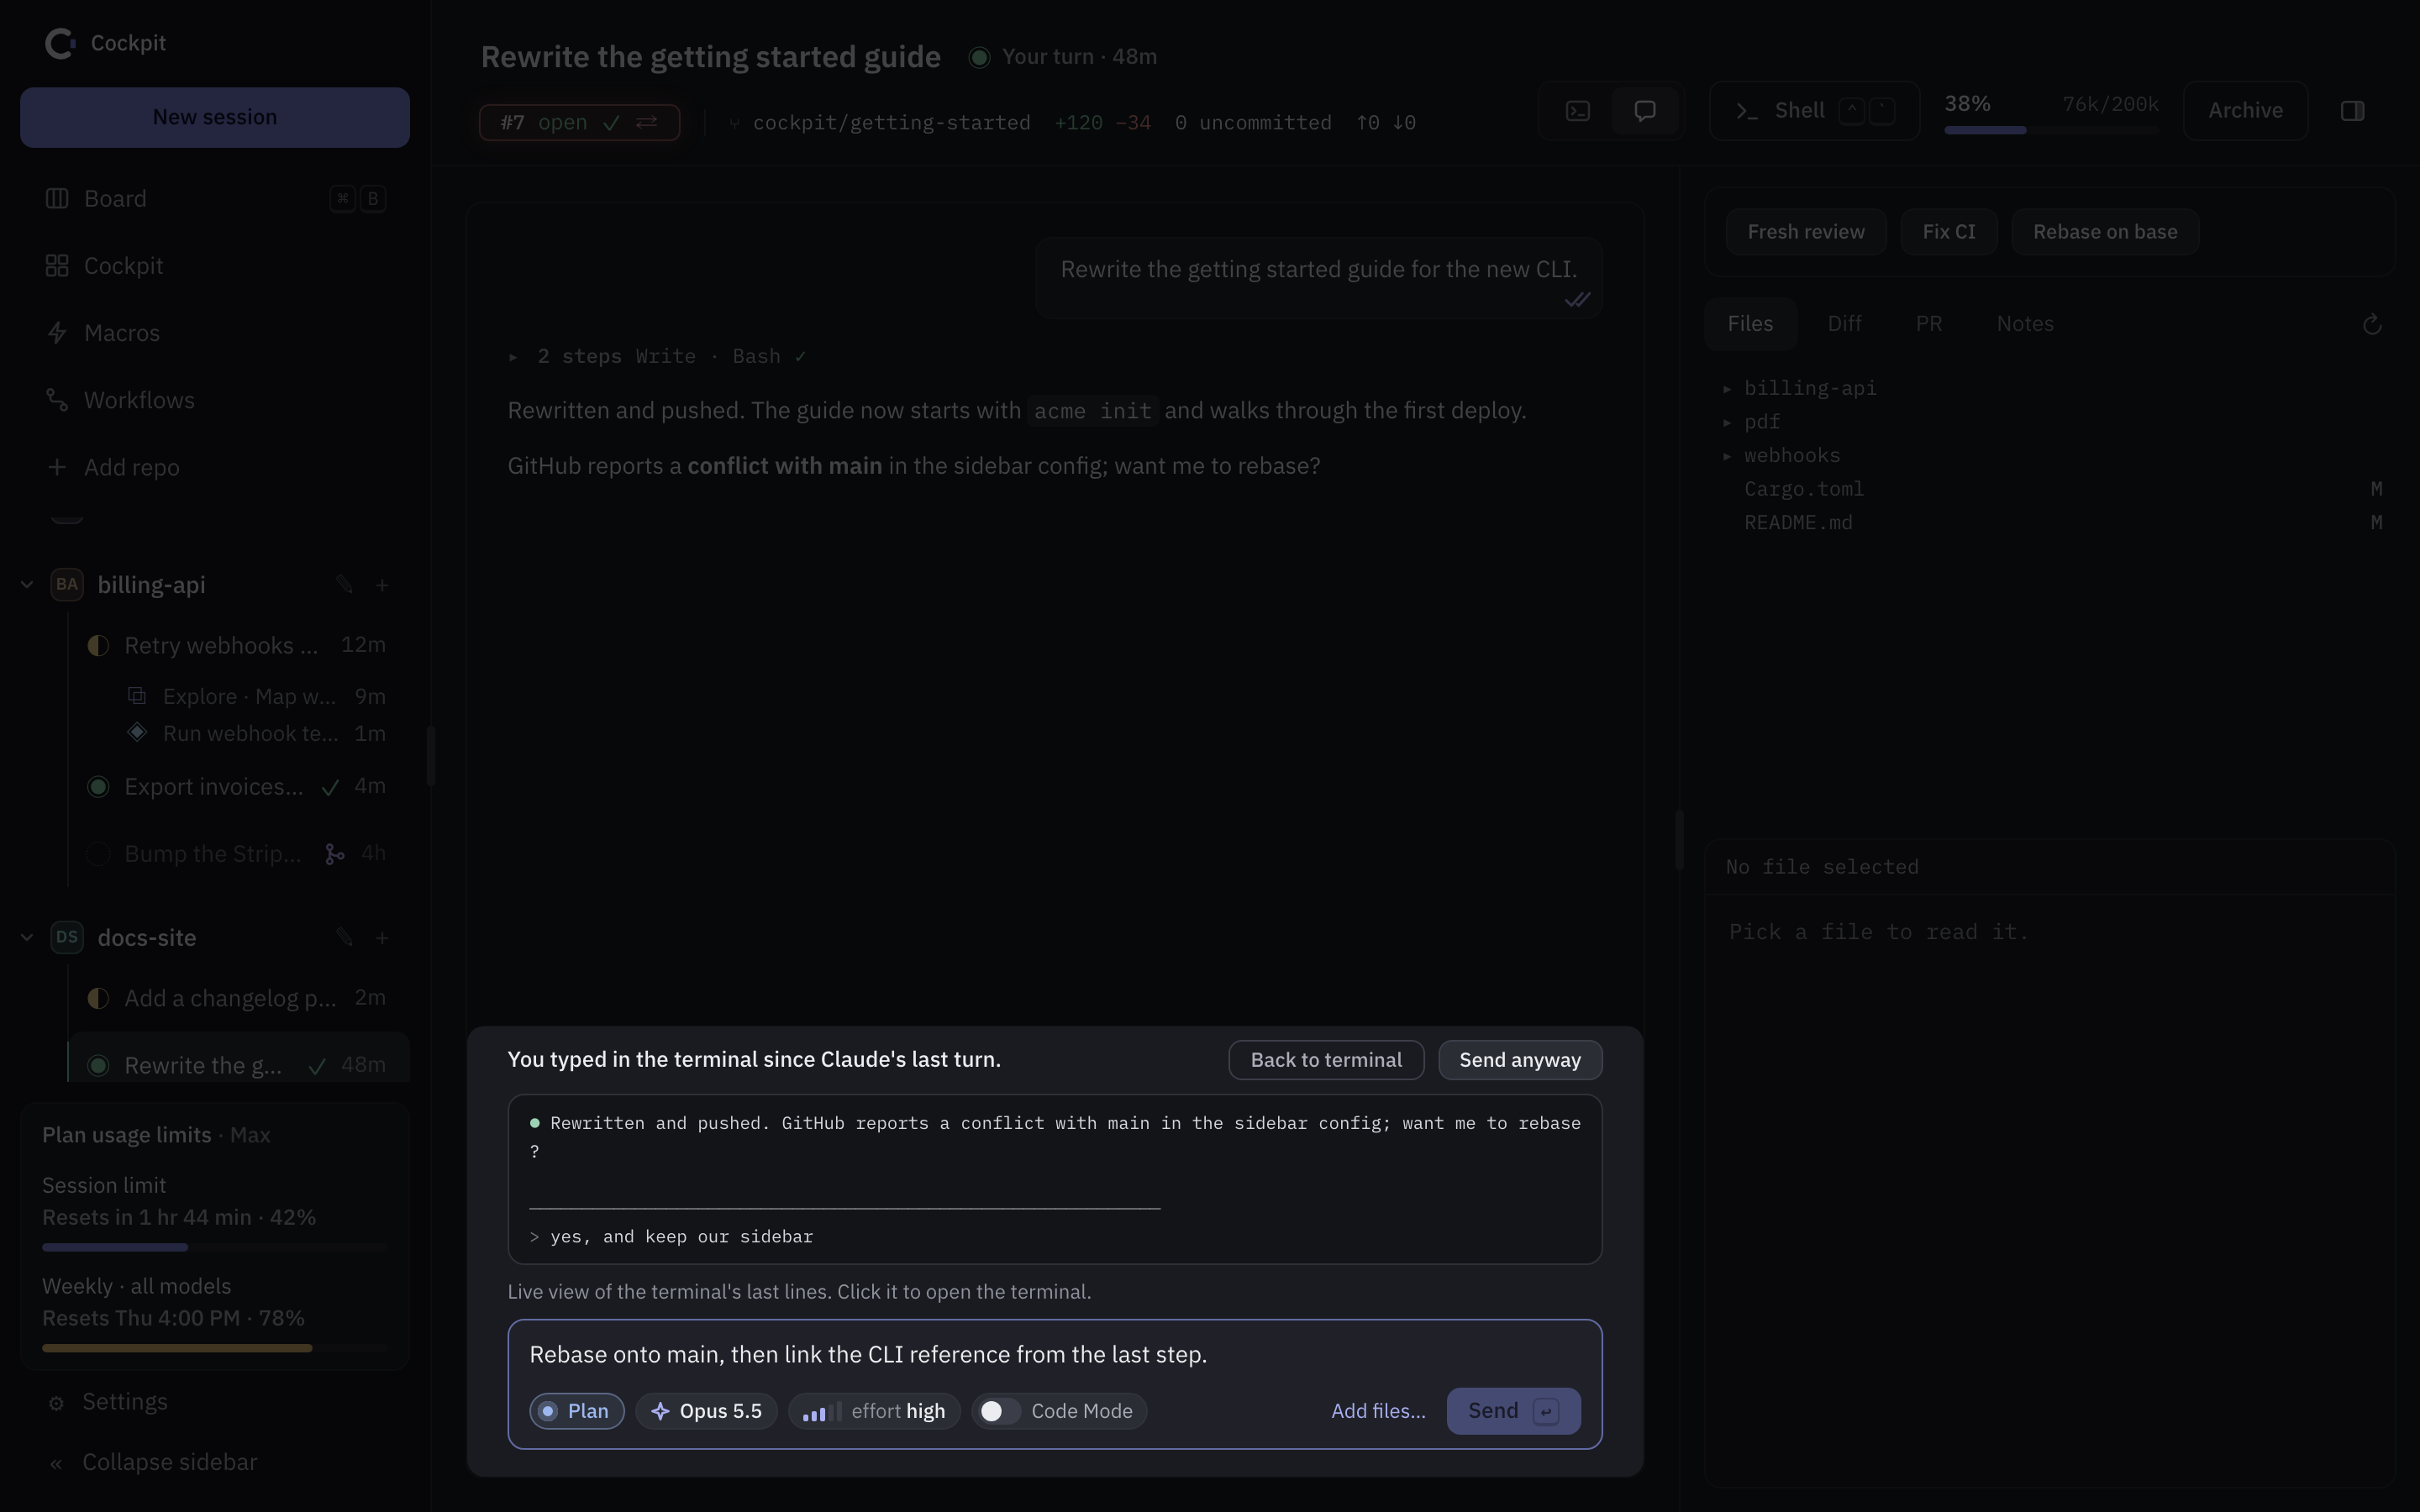 Cockpit
New session
Board ⌘ B
Cockpit
Macros
Workflows
Add repo
BA billing-api
Retry webhooks ... 12m
Explore · Map w... 9m
Run webhook te... 1m
Export invoices... ✓ 4m
Bump the Strip... 4h
DS docs-site
Add a changelog p... 2m
Rewrite the g... ✓ 48m
Plan usage limits · Max
Session limit
Resets in 1 hr 44 min · 42%
Weekly · all models
Resets Thu 4:00 PM · 78%
Settings
« Collapse sidebar
Rewrite the getting started guide Your turn · 48m
#7 open ✓ cockpit/getting-started +120 −34 0 uncommitted ↑0 ↓0
Shell ^ ` 38% 76k/200k Archive
Rewrite the getting started guide for the new CLI.
▸ 2 steps Write · Bash ✓
Rewritten and pushed. The guide now starts with acme init and walks through the first deploy.
GitHub reports a conflict with main in the sidebar config; want me to rebase?
You typed in the terminal since Claude's last turn. Back to terminal Send anyway
● Rewritten and pushed. GitHub reports a conflict with main in the sidebar config; want me to rebase
?
> yes, and keep our sidebar
Live view of the terminal's last lines. Click it to open the terminal.
Rebase onto main, then link the CLI reference from the last step.
Plan Opus 5.5 effort high Code Mode Add files... Send ↩
Fresh review Fix CI Rebase on base
Files Diff PR Notes
▸ billing-api
▸ pdf
▸ webhooks
Cargo.toml M
README.md M
No file selected
Pick a file to read it.